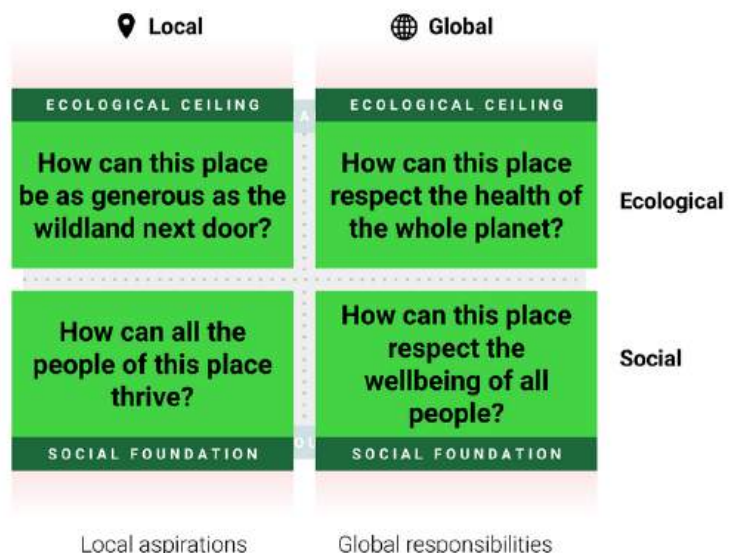 Local
Global
ECOLOGICAL CEILING
ECOLOGICAL CEILING
How can this place
be as generous as the
wildland next door?
How can this place
respect the health of
the whole planet?
Ecological
How can all the
people of this place
thrive?
How can this place
respect the
wellbeing of all
people?
Social
SOCIAL FOUNDATION
SOCIAL FOUNDATION
Local aspirations
Global responsibilities